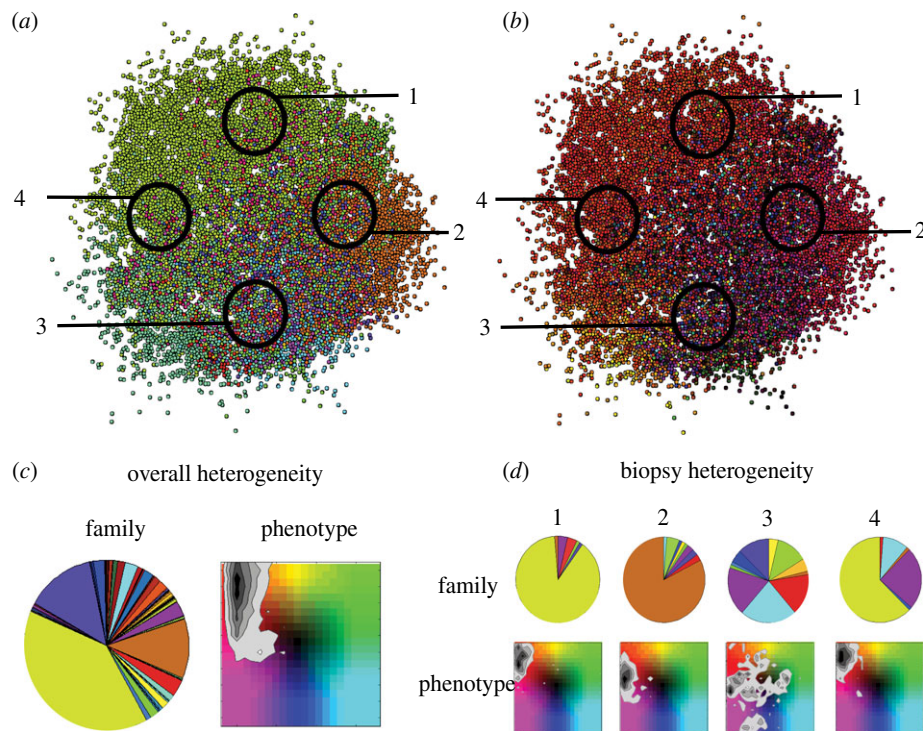 (a)
(b)
1
1
4
4
2
2
3
3
(c) overall heterogeneity
(d) biopsy heterogeneity
family phenotype
1 2 3 4
family
phenotype